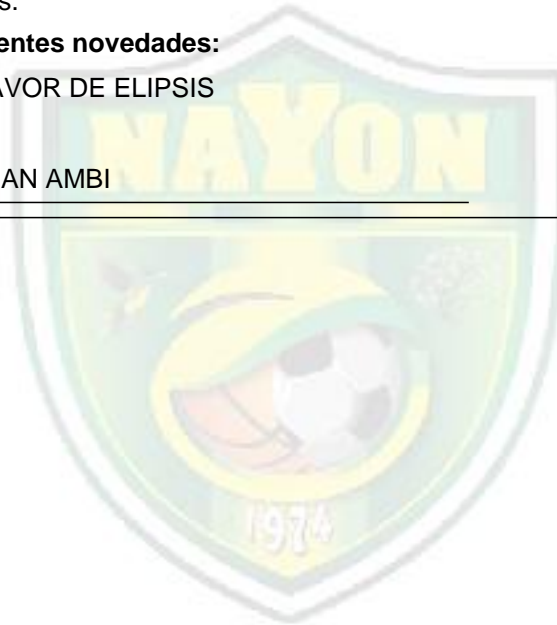 s.
entes novedades:
AVOR DE ELIPSIS
NAYON
AN AMBI
1974